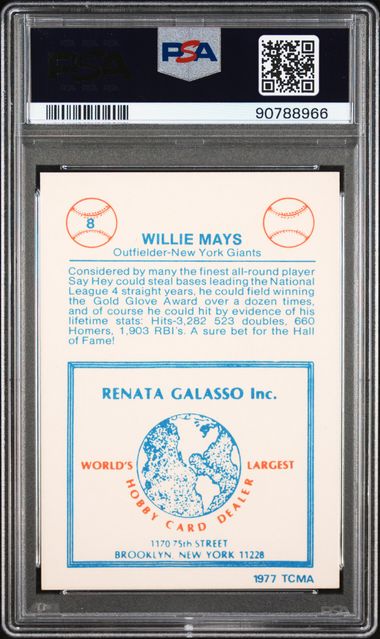 PSA
PSA
90788966
8
WILLIE MAYS
Outfielder-New York Giants
Considered by many the finest all-round player
Say Hey could steal bases leading the National
League 4 straight years, he could field winning
the Gold Glove Award over a dozen times,
and of course he could hit by evidence of his
lifetime stats: Hits-3,282 523 doubles, 660
Homers, 1,903 RBI's. A sure bet for the Hall
of Fame!
RENATA GALASSO Inc.
WORLD'S LARGEST
HOBBY CARD DEALER
1170 75th STREET
BROOKLYN, NEW YORK 11228
1977 TCMA